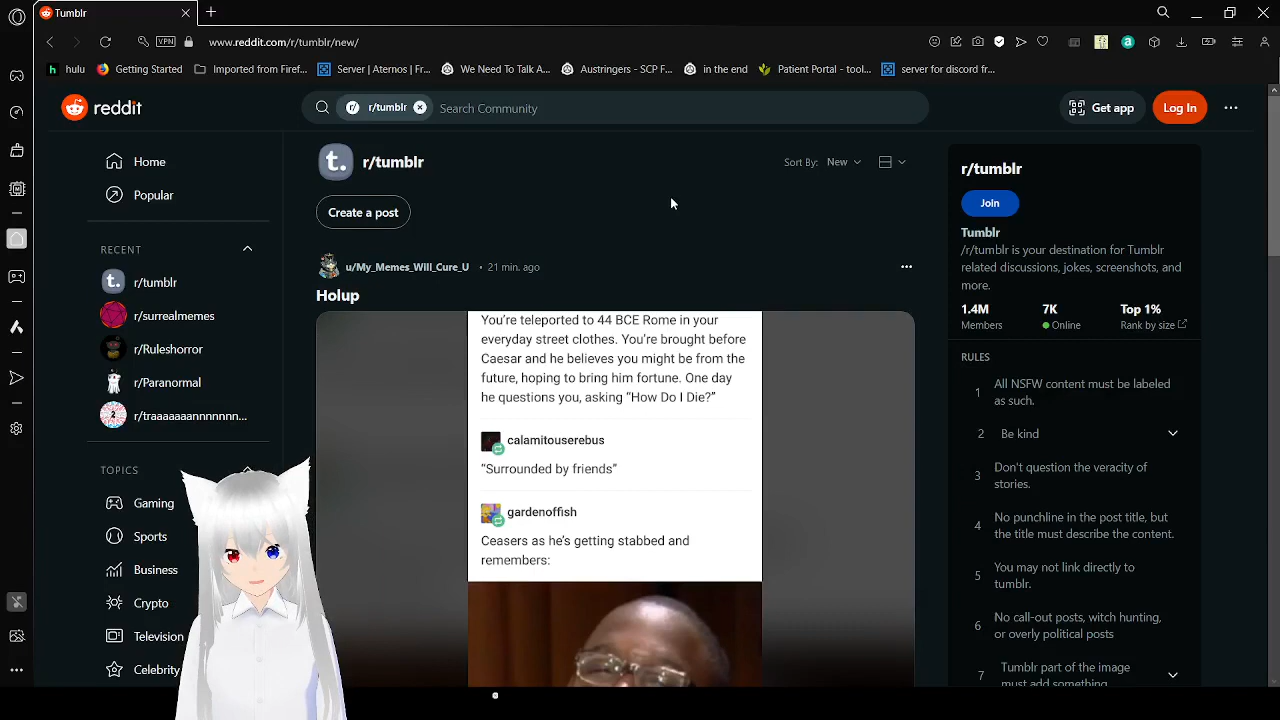 Tumblr
VPN
www.reddit.com/r/tumblr/new/
hulu
Getting Started
Imported from Firef...
Server | Aternos | Fr...
We Need To Talk A...
Austringers - SCP F...
in the end
Patient Portal - tool...
server for discord fr...
reddit
r/ r/tumblr
Search Community
Get app
Log In
Home
Popular
RECENT
r/tumblr
r/surrealmemes
r/Ruleshorror
r/Paranormal
r/traaaaaaannnnnnn...
TOPICS
Gaming
Sports
Business
Crypto
Television
Celebrity
t.
r/tumblr
Sort By: New
Create a post
u/My_Memes_Will_Cure_U • 21 min. ago
Holup
You're teleported to 44 BCE Rome in your
everyday street clothes. You're brought before
Caesar and he believes you might be from the
future, hoping to bring him fortune. One day
he questions you, asking “How Do I Die?”
calamitouserebus
“Surrounded by friends”
gardenoffish
Ceasers as he's getting stabbed and
remembers:
r/tumblr
Join
Tumblr
/r/tumblr is your destination for Tumblr
related discussions, jokes, screenshots, and
more.
1.4M 7K Top 1%
Members Online Rank by size
RULES
1 All NSFW content must be labeled
as such.
2 Be kind
3 Don't question the veracity of
stories.
4 No punchline in the post title, but
the title must describe the content.
5 You may not link directly to
tumblr.
6 No call-out posts, witch hunting,
or overly political posts
7 Tumblr part of the image
must add something